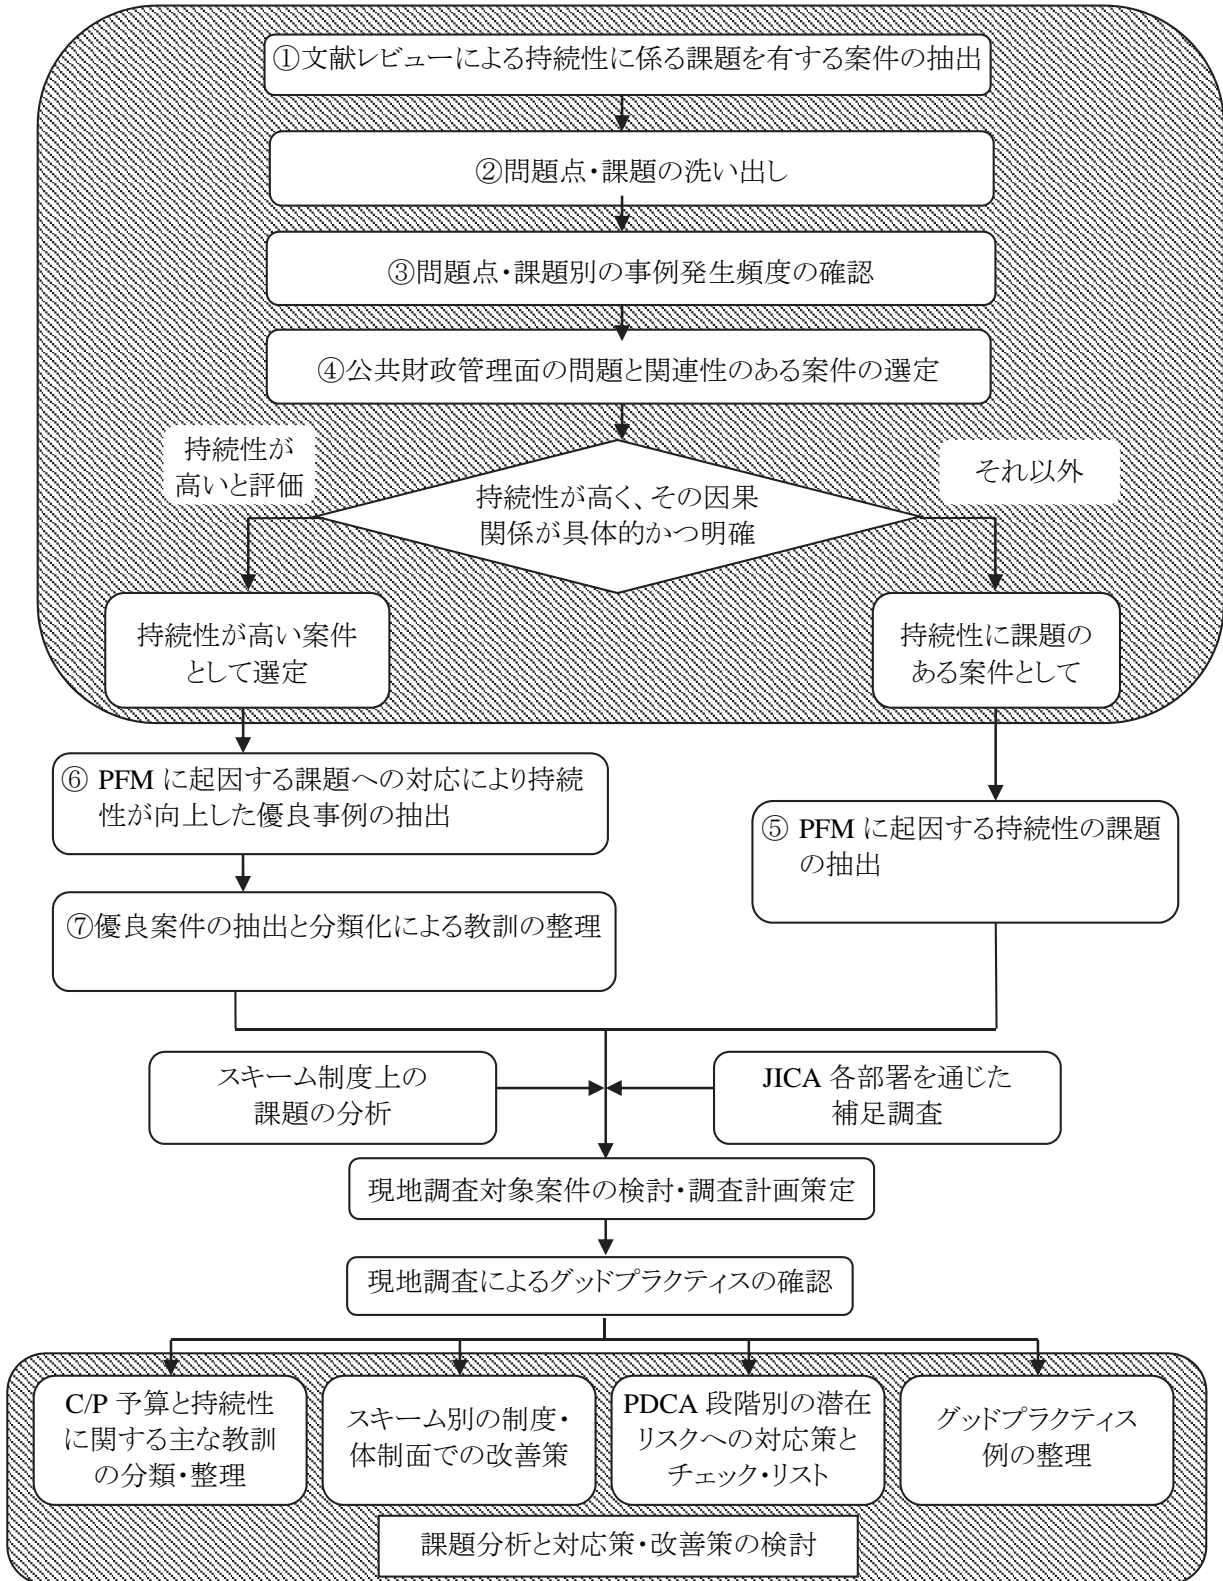 ①文献レビューによる持続性に係る課題を有する案件の抽出
②問題点・課題の洗い出し
③問題点・課題別の事例発生頻度の確認
④公共財政管理面の問題と関連性のある案件の選定
持続性が
高いと評価
それ以外
持続性が高く、その因果
関係が具体的かつ明確
持続性が高い案件
として選定
持続性に課題の
ある案件として
⑥ PFM に起因する課題への対応により持続
性が向上した優良事例の抽出
⑤ PFM に起因する持続性の課題
の抽出
⑦優良案件の抽出と分類化による教訓の整理
スキーム制度上の
課題の分析
JICA 各部署を通じた
補足調査
現地調査対象案件の検討・調査計画策定
現地調査によるグッドプラクティスの確認
C/P 予算と持続性
に関する主な教訓
の分類・整理
スキーム別の制度・
体制面での改善策
PDCA 段階別の潜在
リスクへの対応策と
チェック・リスト
グッドプラクティス
例の整理
課題分析と対応策・改善策の検討